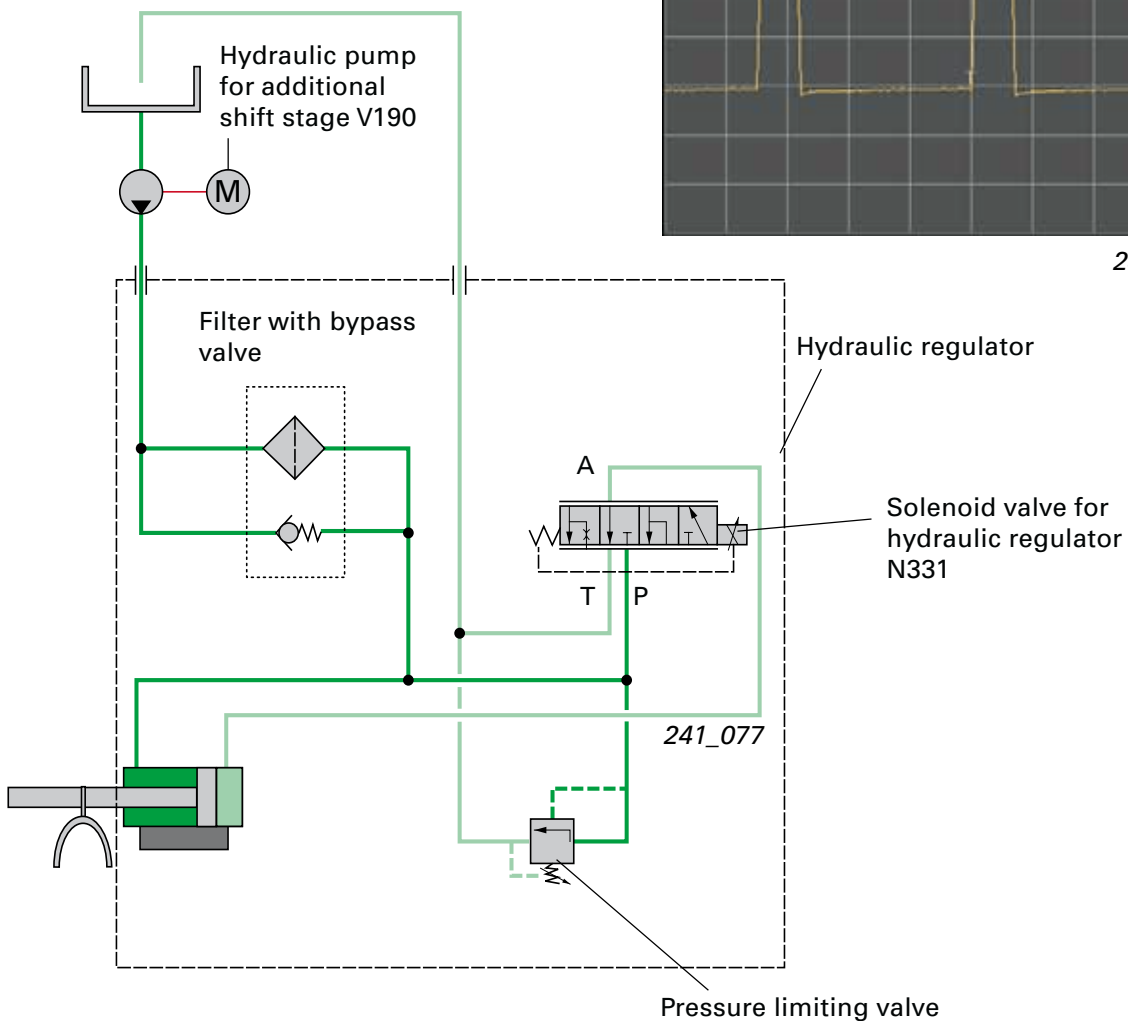 Hydraulic pump
for additional
shift stage V190
M
2
Filter with bypass
valve
Hydraulic regulator
A
Solenoid valve for
hydraulic regulator
N331
T P
241_077
Pressure limiting valve